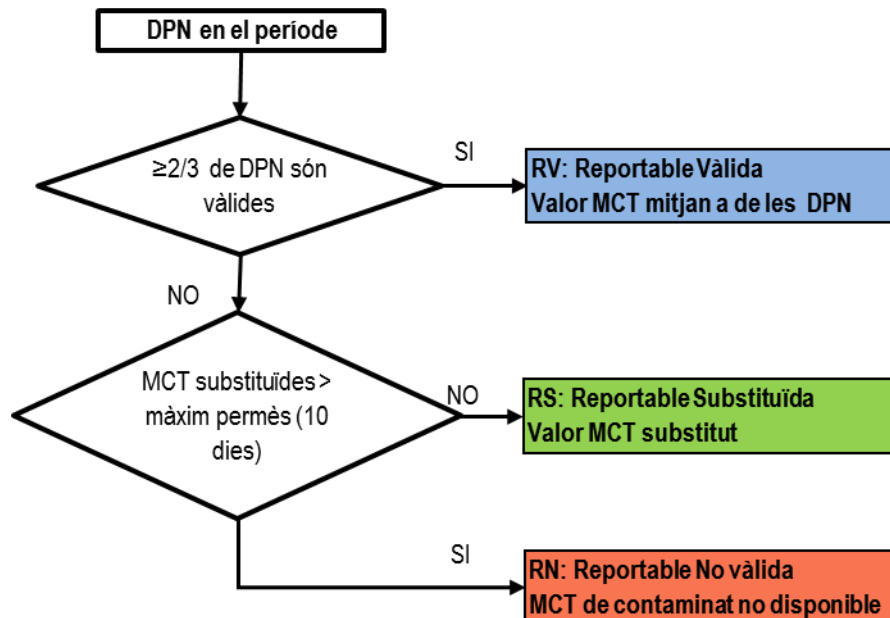 DPN en el període
≥2/3 de DPN són
vàlides
SI
RV: Reportable Vàlida
Valor MCT mitjan a de les DPN
NO
MCT substituïdes >
màxim permès (10
dies)
NO
RS: Reportable Substituïda
Valor MCT substitut
SI
RN: Reportable No vàlida
MCT de contaminat no disponible